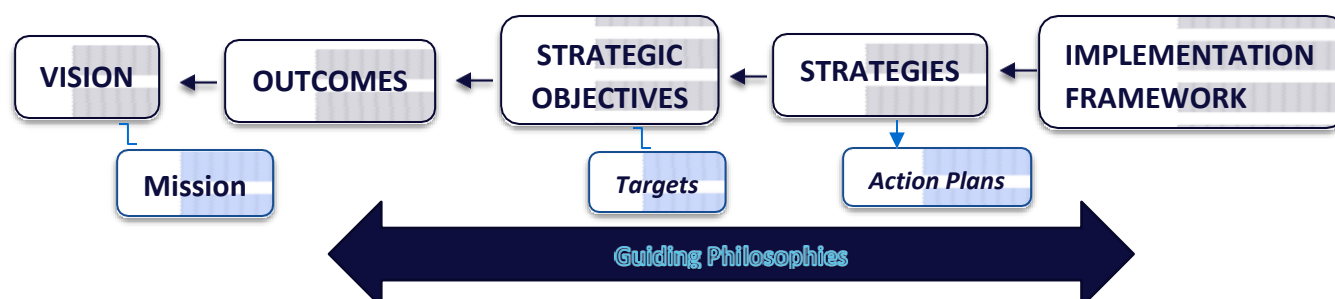 VISION
OUTCOMES
STRATEGIC
OBJECTIVES
STRATEGIES
IMPLEMENTATION
FRAMEWORK
Mission
Targets
Action Plans
Guiding Philosophies